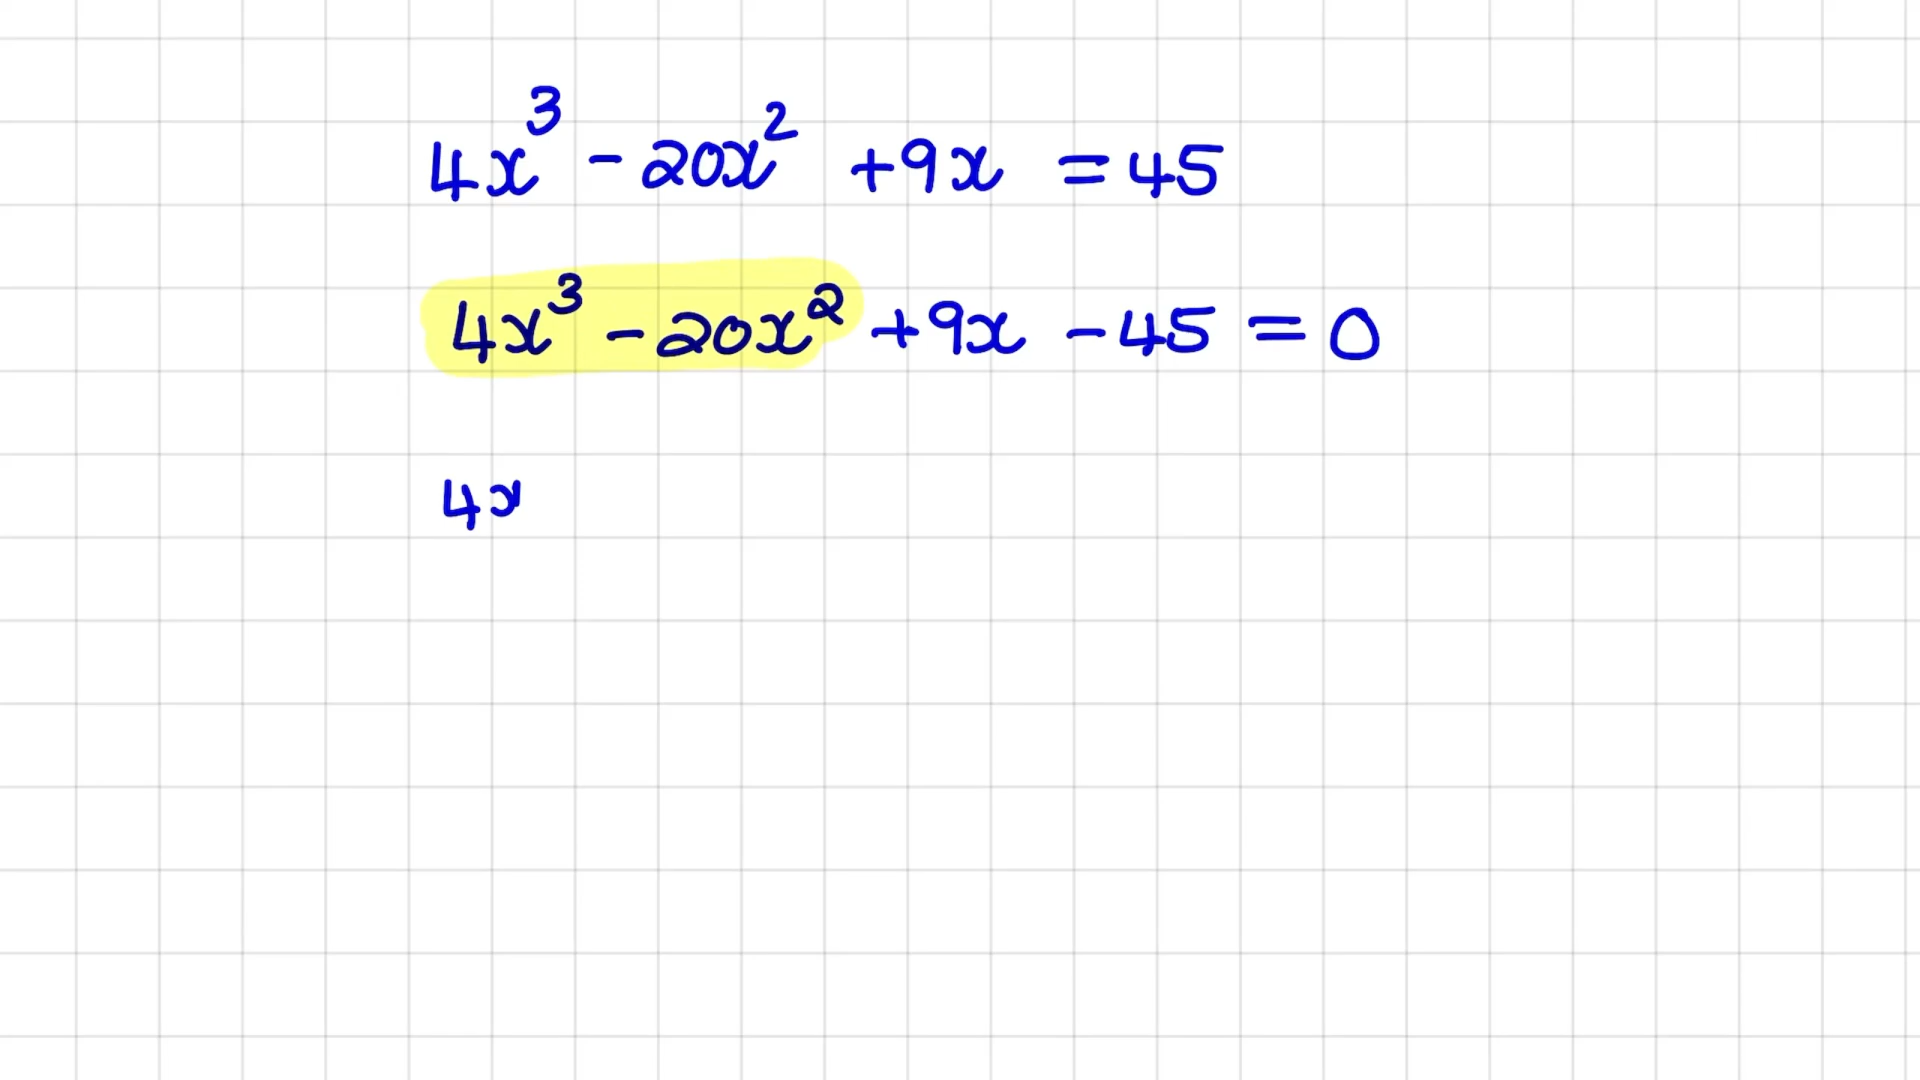 4x³ - 20x² + 9x = 45
4x³ - 20x² + 9x - 45 = 0
4x